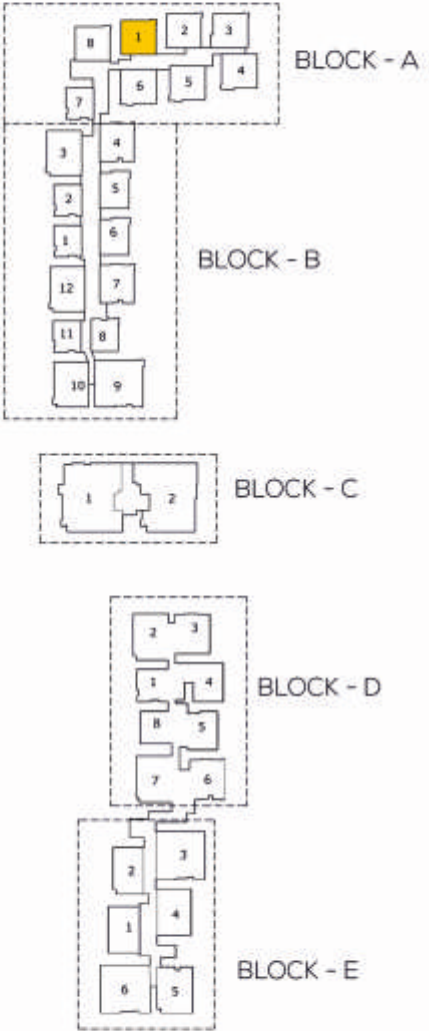 8 1 2 3
BLOCK - A
6 5 4
7
3 4
2 5
1 6
BLOCK - B
12 7
11 8
10 9
1 2
BLOCK - C
2 3
1 4
BLOCK - D
8 5
7 6
2 3
1 4
6 5
BLOCK - E